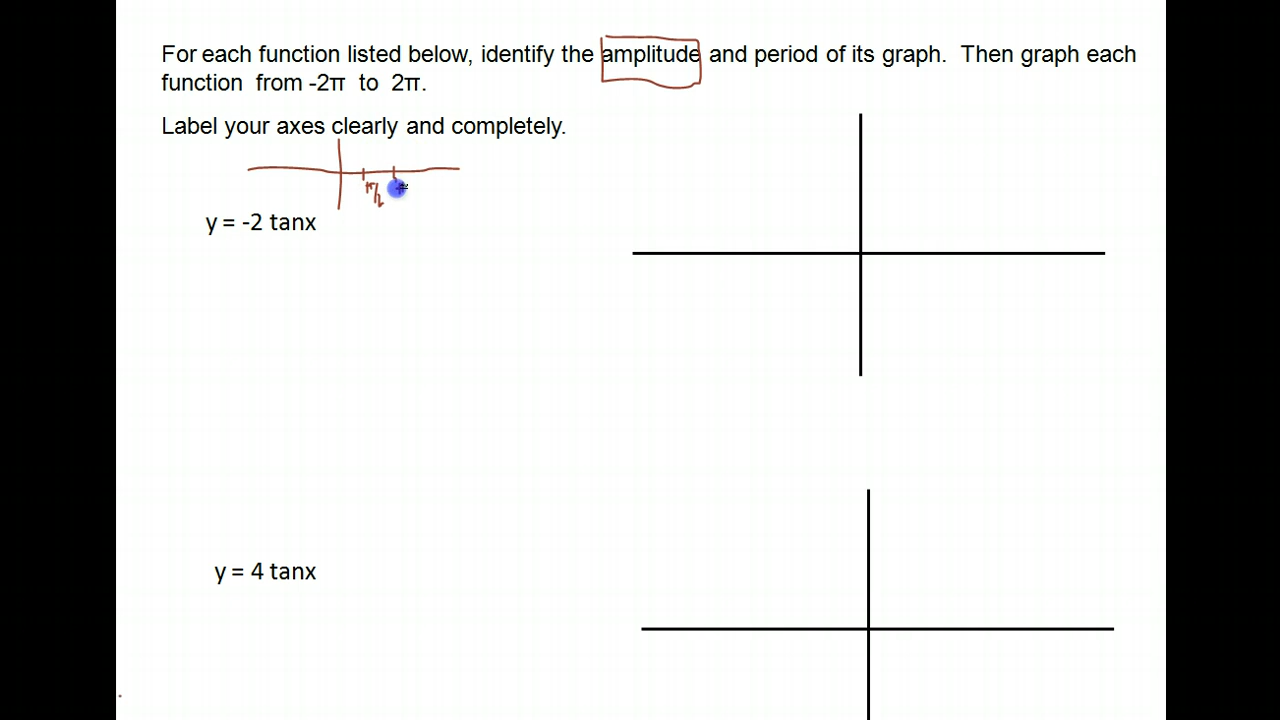 For each function listed below, identify the amplitude and period of its graph. Then graph each
function from -2π to 2π.
Label your axes clearly and completely.
π/2
y = -2 tanx
y = 4 tanx